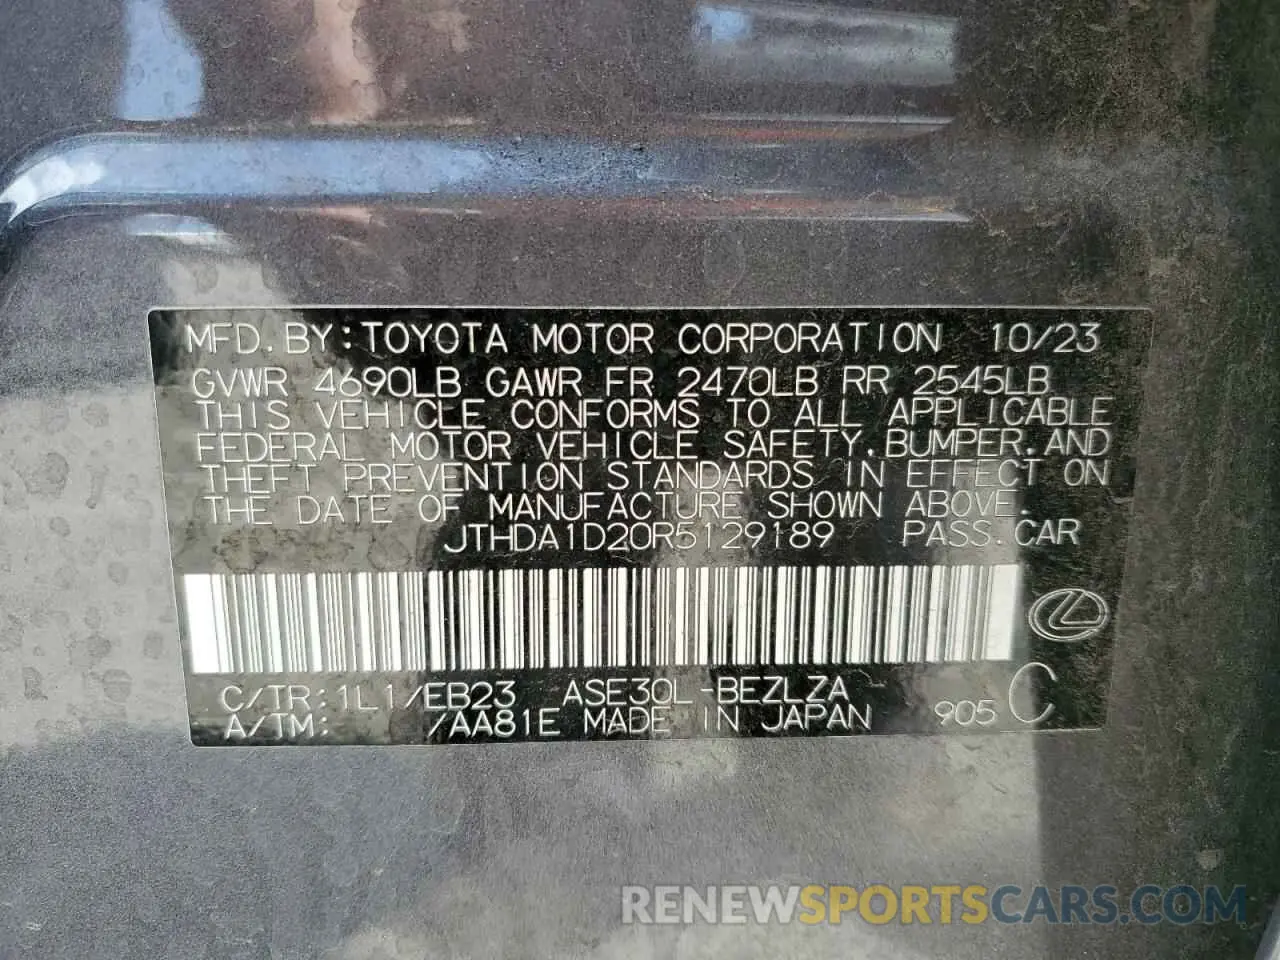 MFD. BY: TOYOTA MOTOR CORPORATION 10/23
GVWR 4690LB GAWR FR 2470LB RR 2545LB
THIS VEHICLE CONFORMS TO ALL APPLICABLE
FEDERAL MOTOR VEHICLE SAFETY, BUMPER, AND
THEFT PREVENTION STANDARDS IN EFFECT ON
THE DATE OF MANUFACTURE SHOWN ABOVE.
JTHDA1D20R5129189 PASS. CAR
C/TR: 1L1/EB23 ASE30L-BEZLZA
A/TM: /AA81E MADE IN JAPAN 905 C
RENEWSPORTSCARS.COM